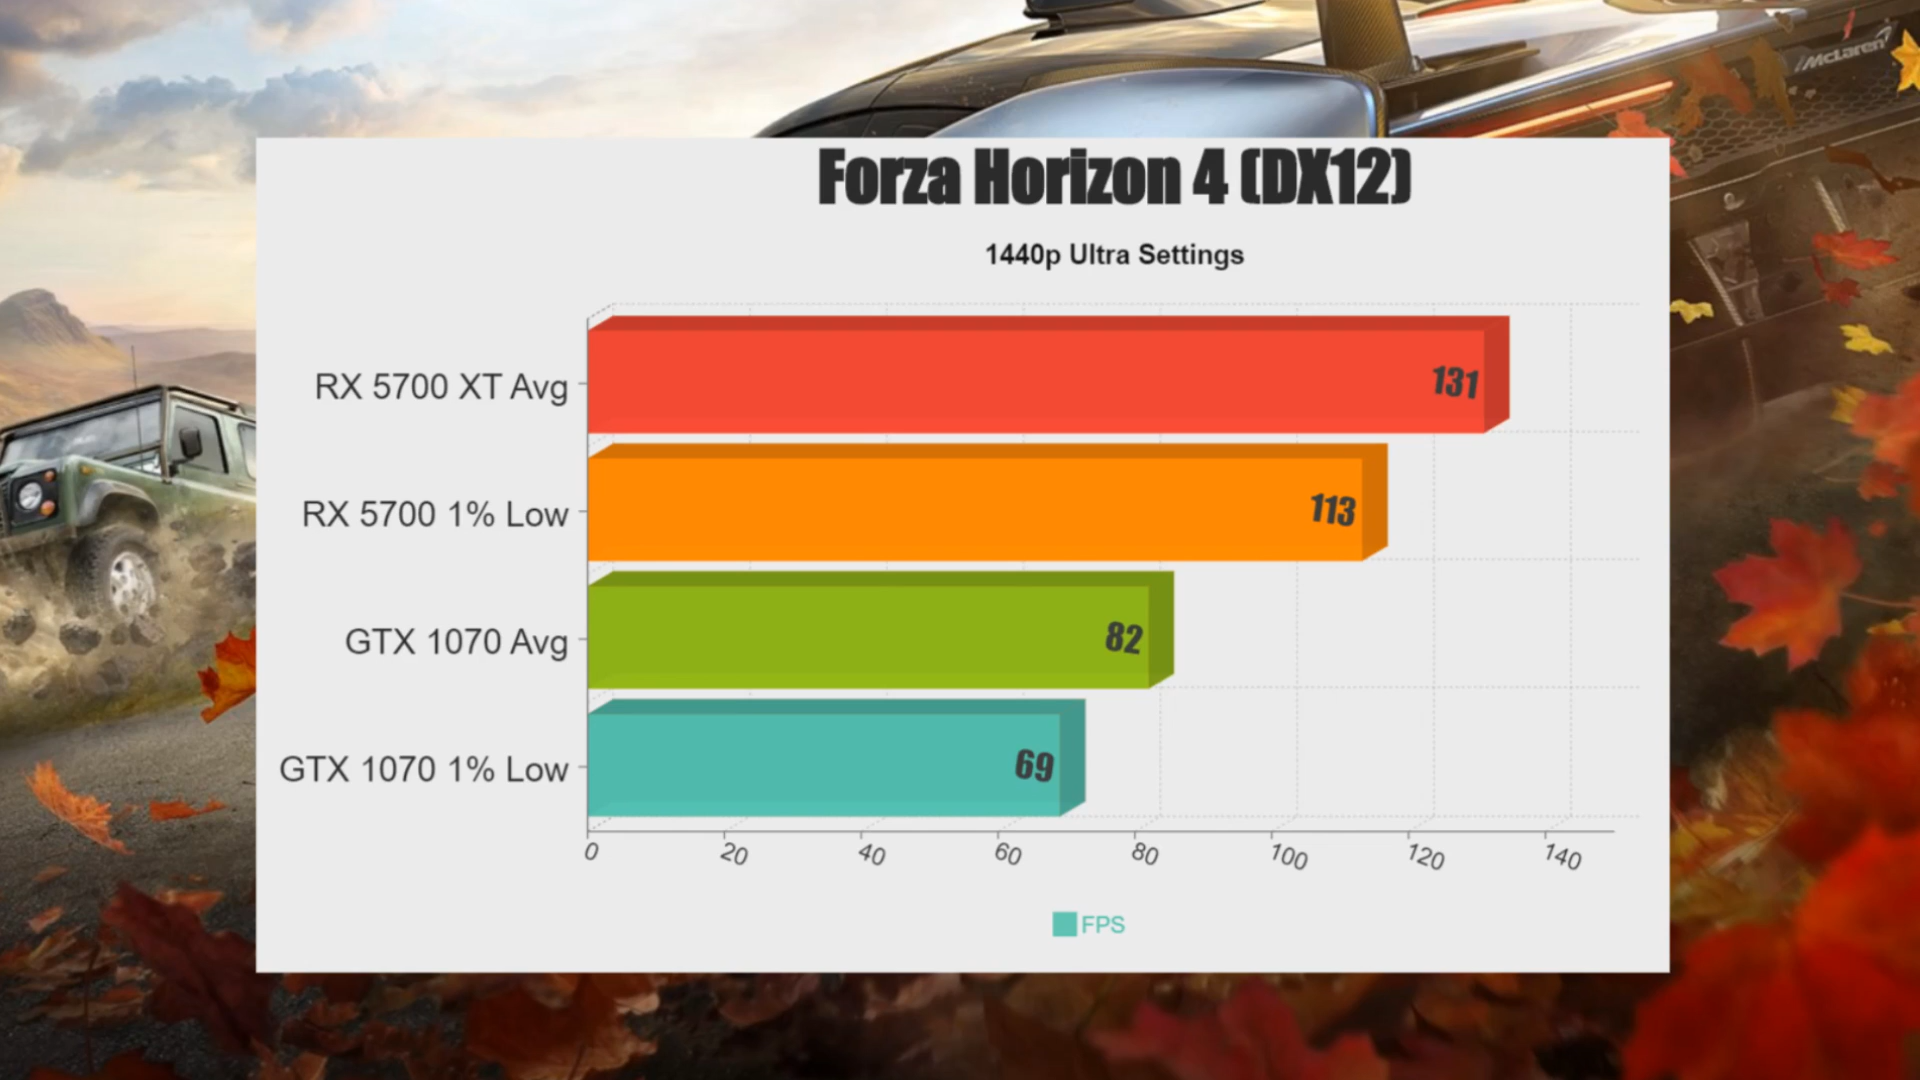 McLaren
Forza Horizon 4 (DX12)
1440p Ultra Settings
RX 5700 XT Avg
131
RX 5700 1% Low
113
GTX 1070 Avg
82
GTX 1070 1% Low
69
0 20 40 60 80 100 120 140
FPS